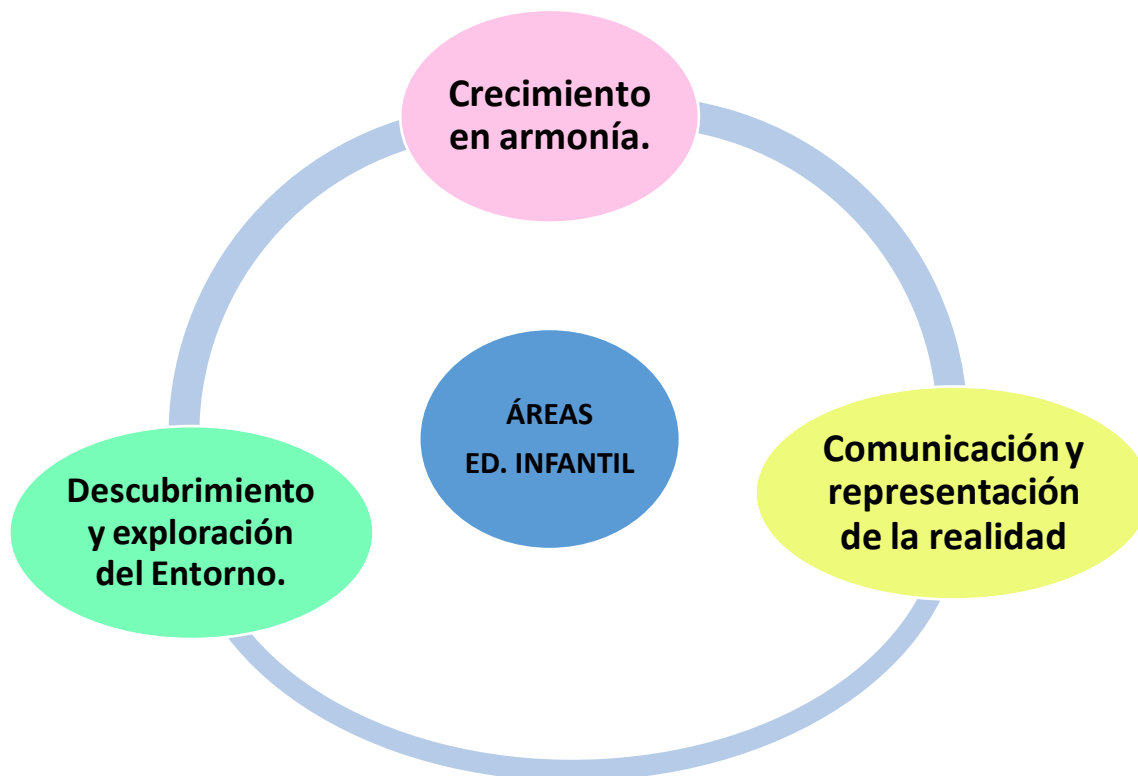 Crecimiento
en armonía.
ÁREAS
ED. INFANTIL
Comunicación y
representación
de la realidad
Descubrimiento
y exploración
del Entorno.